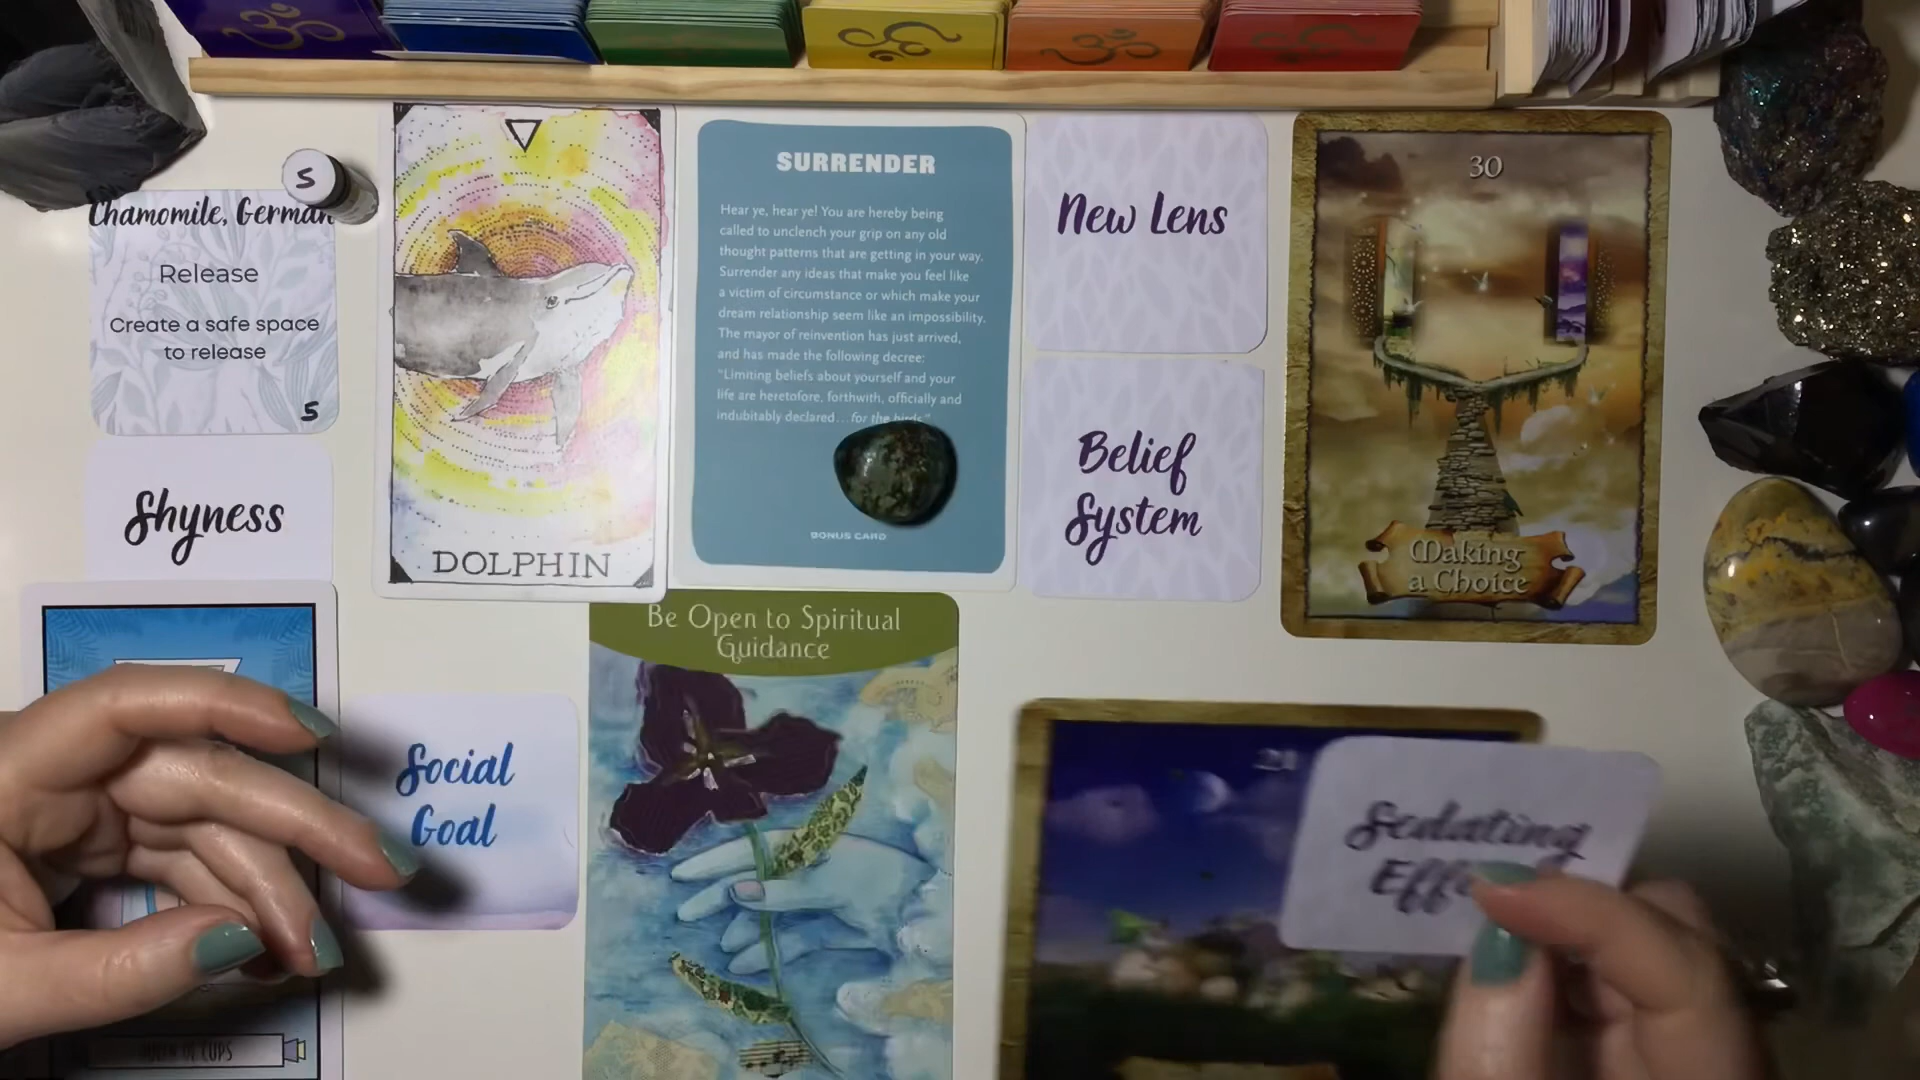 S
Chamomile, German
Release
Create a safe space
to release
5
Shyness
DOLPHIN
SURRENDER
Hear ye, hear ye! You are hereby being
called to unclench your grip on any old
thought patterns that are getting in your way.
Surrender any ideas that make you feel like
a victim of circumstance or which make your
dream relationship seem like an impossibility.
The mayor of reinvention has just arrived,
and has made the following decree:
"Limiting beliefs about yourself and your
life are heretofore, forthwith, officially and
indubitably declared... for the birds."
BONUS CARD
New Lens
Belief
System
30
Making
a Choice
Social
Goal
Be Open to Spiritual
Guidance
Sedating
OF CUPS